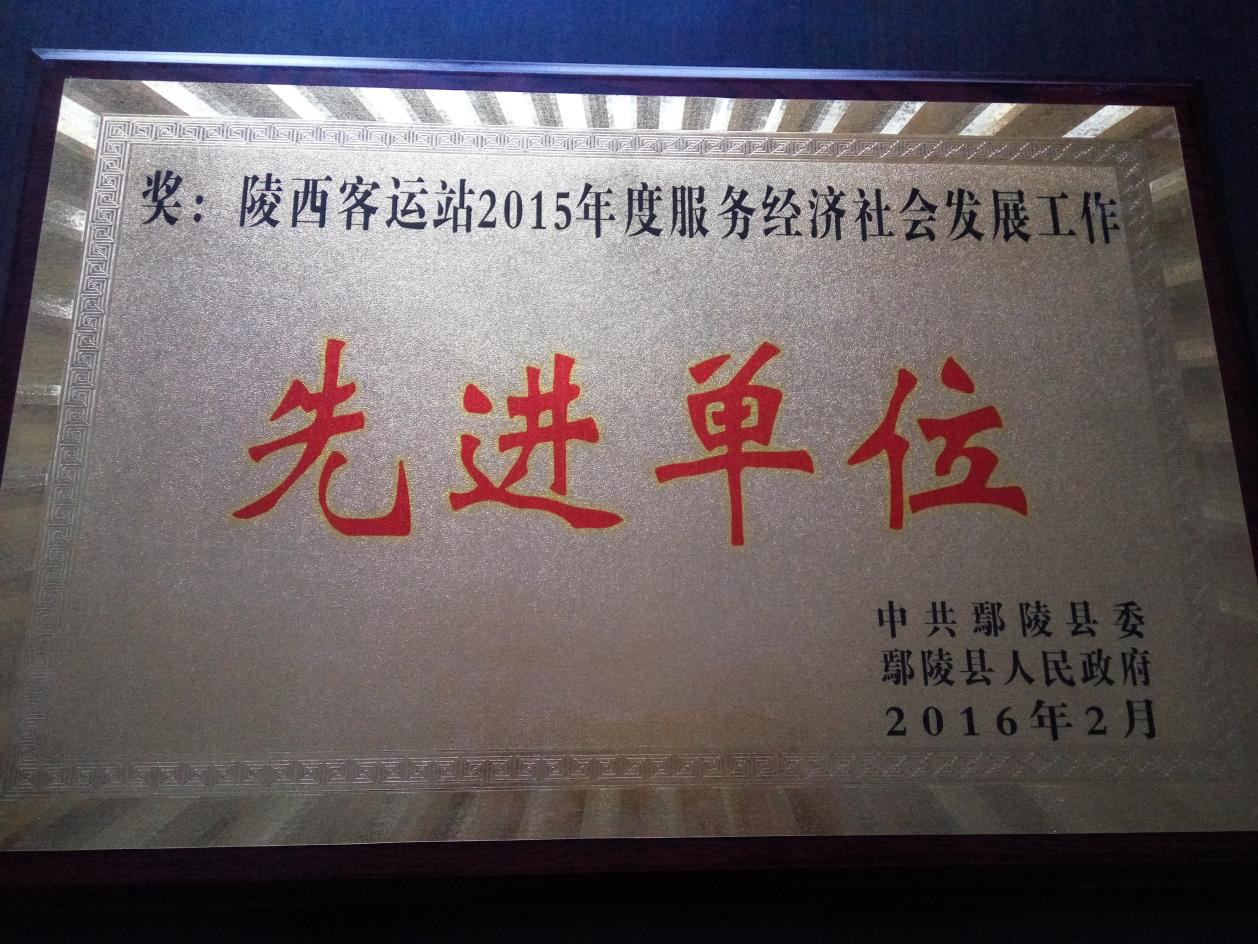 奖：陵西客运站2015年度服务经济社会发展工作
先进单位
中共鄢陵县委
鄢陵县人民政府
2016年2月